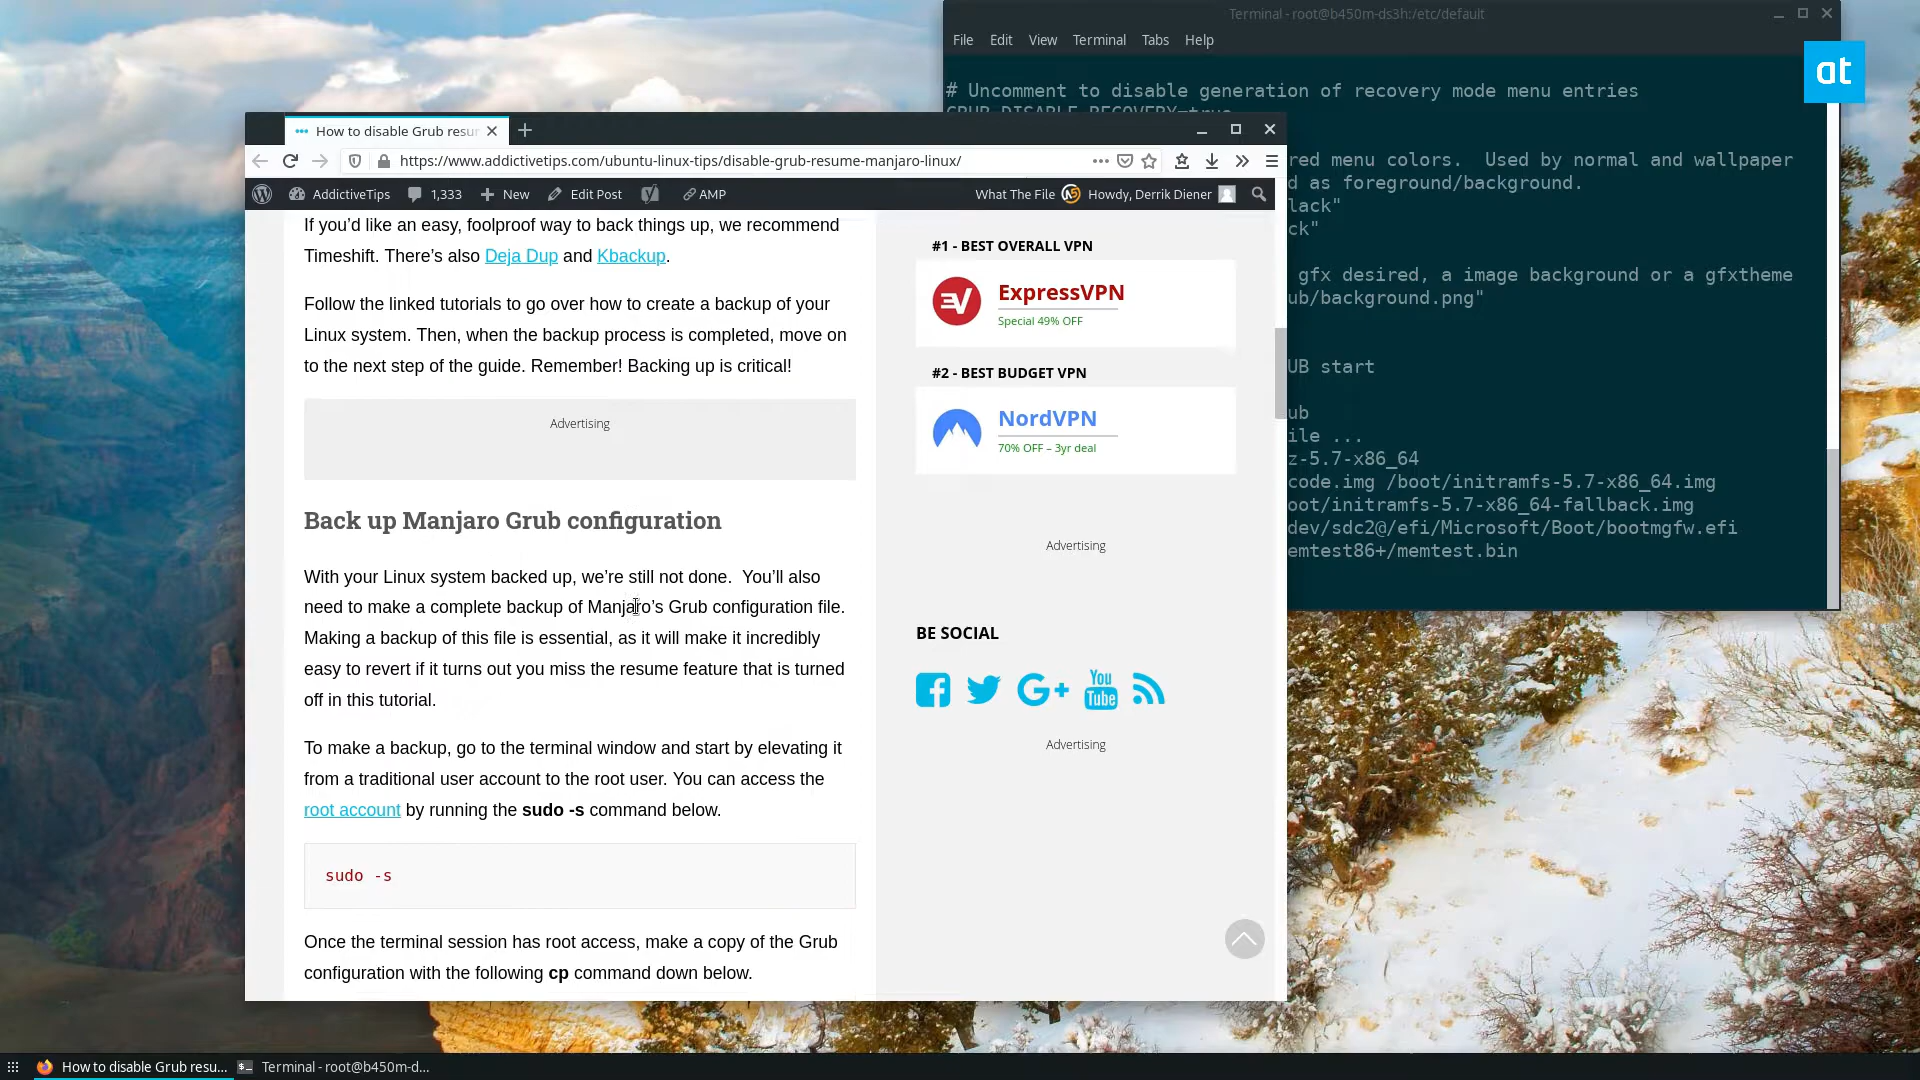 Terminal - root@b450m-ds3h:/etc/default
File Edit View Terminal Tabs Help
at
# Uncomment to disable generation of recovery mode menu entries
GRUB_DISABLE_RECOVERY=true
red menu colors.  Used by normal and wallpaper
d as foreground/background.
lack"
ck"
gfx desired, a image background or a gfxtheme
ub/background.png"
UB start
ub
ile ...
z-5.7-x86_64
code.img /boot/initramfs-5.7-x86_64.img
oot/initramfs-5.7-x86_64-fallback.img
dev/sdc2@/efi/Microsoft/Boot/bootmgfw.efi
emtest86+/memtest.bin
How to disable Grub resu
https://www.addictivetips.com/ubuntu-linux-tips/disable-grub-resume-manjaro-linux/
AddictiveTips 1,333 New Edit Post AMP What The File Howdy, Derrik Diener
If you’d like an easy, foolproof way to back things up, we recommend
Timeshift. There’s also Deja Dup and Kbackup.
Follow the linked tutorials to go over how to create a backup of your
Linux system. Then, when the backup process is completed, move on
to the next step of the guide. Remember! Backing up is critical!
Advertising
Back up Manjaro Grub configuration
With your Linux system backed up, we’re still not done.  You’ll also
need to make a complete backup of Manjaro’s Grub configuration file.
Making a backup of this file is essential, as it will make it incredibly
easy to revert if it turns out you miss the resume feature that is turned
off in this tutorial.
To make a backup, go to the terminal window and start by elevating it
from a traditional user account to the root user. You can access the
root account by running the sudo -s command below.
sudo -s
Once the terminal session has root access, make a copy of the Grub
configuration with the following cp command down below.
#1 - BEST OVERALL VPN
ExpressVPN
Special 49% OFF
#2 - BEST BUDGET VPN
NordVPN
70% OFF – 3yr deal
Advertising
BE SOCIAL
You
Tube
Advertising
How to disable Grub resu... Terminal - root@b450m-d...